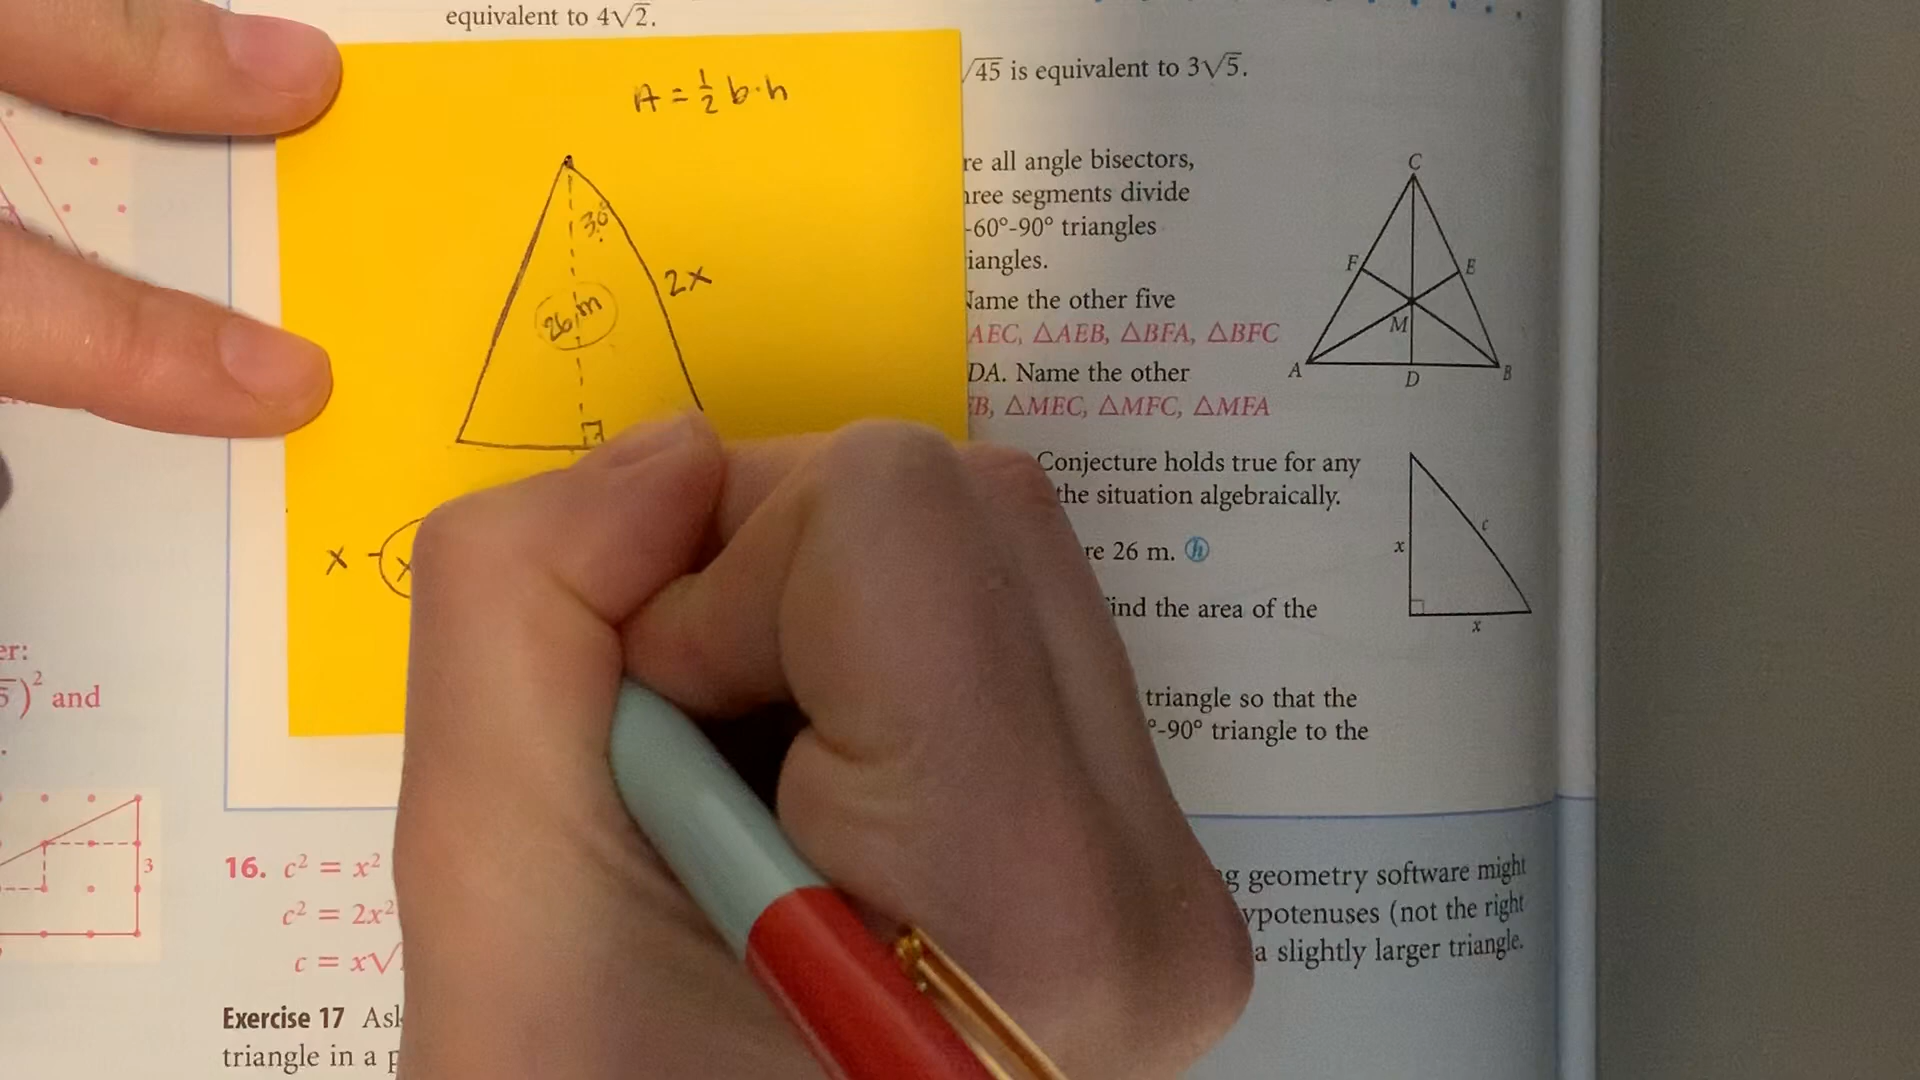 equivalent to 4√2.
√45 is equivalent to 3√5.
A = ½ b·h
30°
2x
26 m
x - x
re all angle bisectors,
three segments divide
-60°-90° triangles
iangles.
Name the other five
AEC, △AEB, △BFA, △BFC
DA. Name the other
B, △MEC, △MFC, △MFA
C
F
E
M
A
D
B
Conjecture holds true for any
the situation algebraically.
re 26 m. h
find the area of the
x
c
x
triangle so that the
°-90° triangle to the
er:
5)² and
3
16. c² = x²
c² = 2x²
c = x√
Exercise 17 Ask
triangle in a p
g geometry software might
ypotenuses (not the right
a slightly larger triangle.